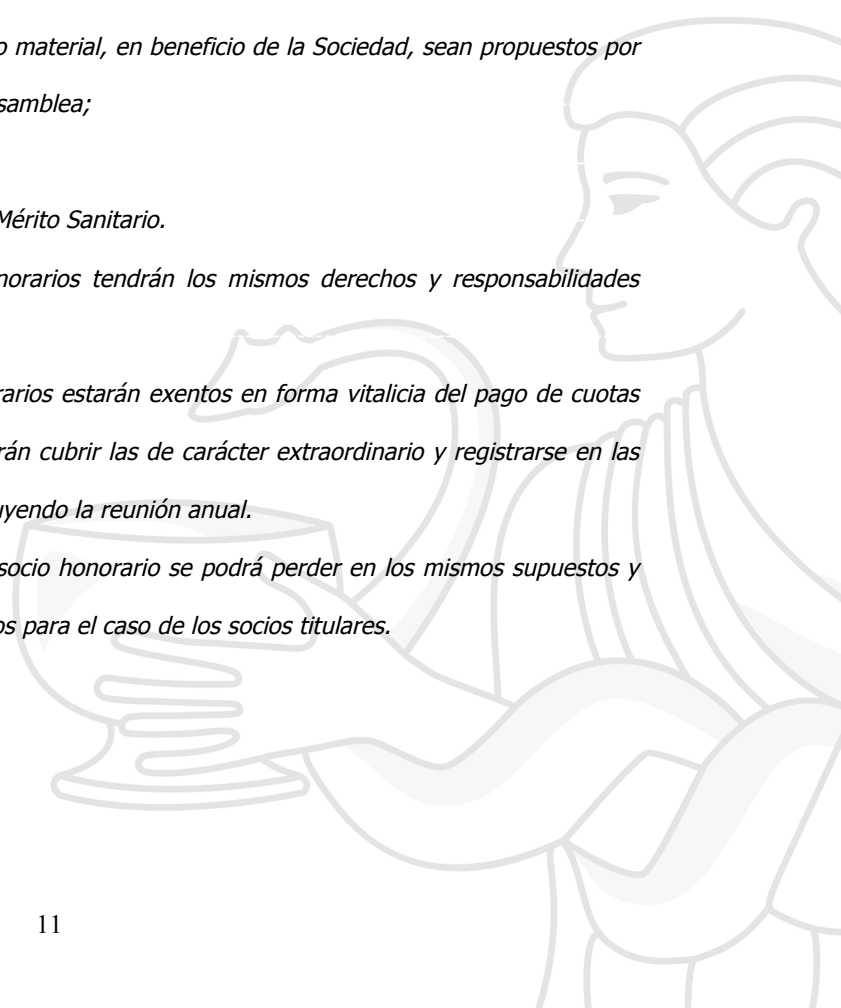 o material, en beneficio de la Sociedad, sean propuestos por
samblea;
Mérito Sanitario.
norarios tendrán los mismos derechos y responsabilidades
rarios estarán exentos en forma vitalicia del pago de cuotas
rán cubrir las de carácter extraordinario y registrarse en las
uyendo la reunión anual.
socio honorario se podrá perder en los mismos supuestos y
os para el caso de los socios titulares.
11